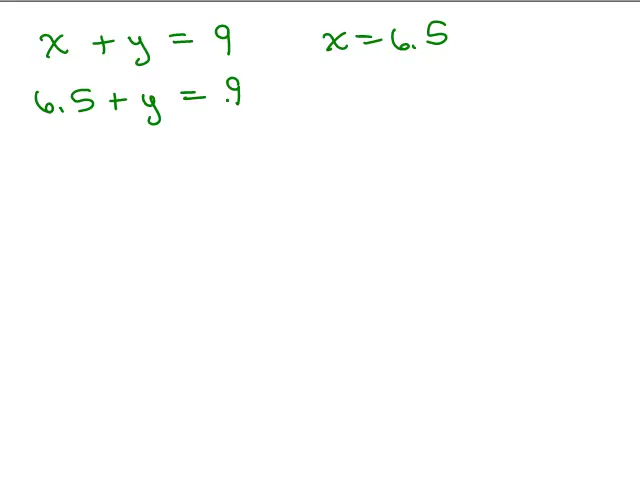 x + y = 9 x = 6.5
6.5 + y = .9